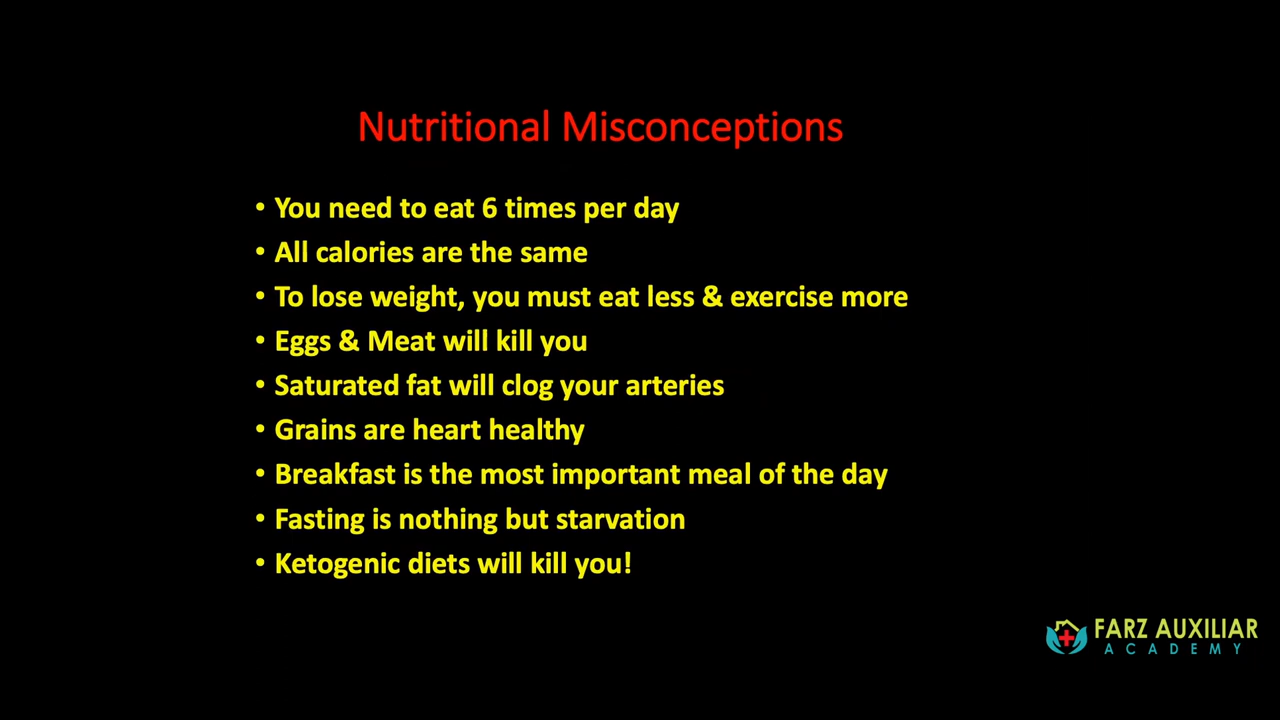 Nutritional Misconceptions
• You need to eat 6 times per day
• All calories are the same
• To lose weight, you must eat less & exercise more
• Eggs & Meat will kill you
• Saturated fat will clog your arteries
• Grains are heart healthy
• Breakfast is the most important meal of the day
• Fasting is nothing but starvation
• Ketogenic diets will kill you!
FARZ AUXILIAR
ACADEMY